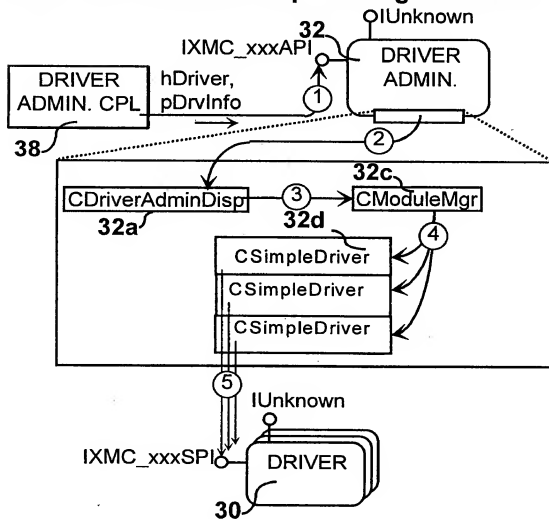 IUnknown
32
IXMC_xxxAPI
DRIVER
ADMIN.
DRIVER
ADMIN. CPL
hDriver,
pDrvInfo
1
38
2
32c
CDriverAdminDisp
3
CModuleMgr
32a
32d
4
CSimpleDriver
CSimpleDriver
CSimpleDriver
5
IUnknown
IXMC_xxxSPI
DRIVER
30